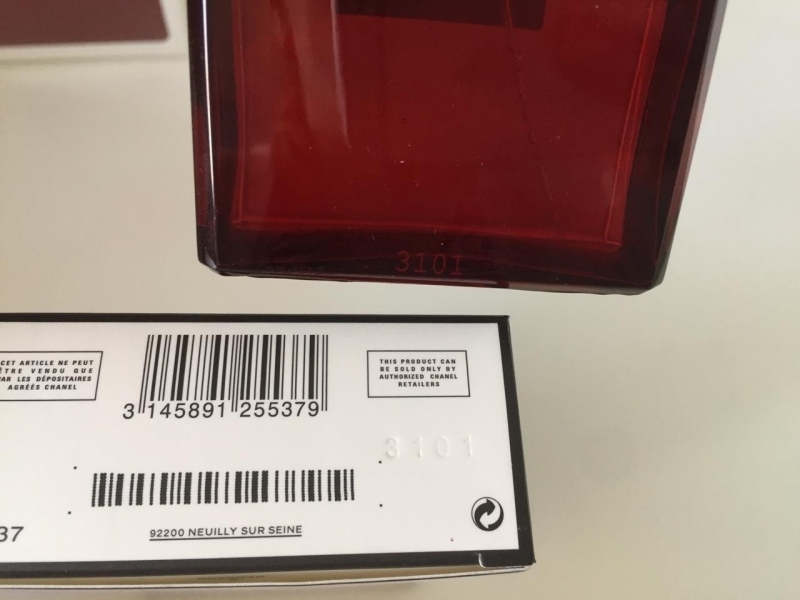 3101
CET ARTICLE NE PEUT
ÊTRE VENDU QUE
PAR LES DÉPOSITAIRES
AGRÉÉS CHANEL
3 145891 255379
THIS PRODUCT CAN
BE SOLD ONLY BY
AUTHORIZED CHANEL
RETAILERS
3101
37
92200 NEUILLY SUR SEINE